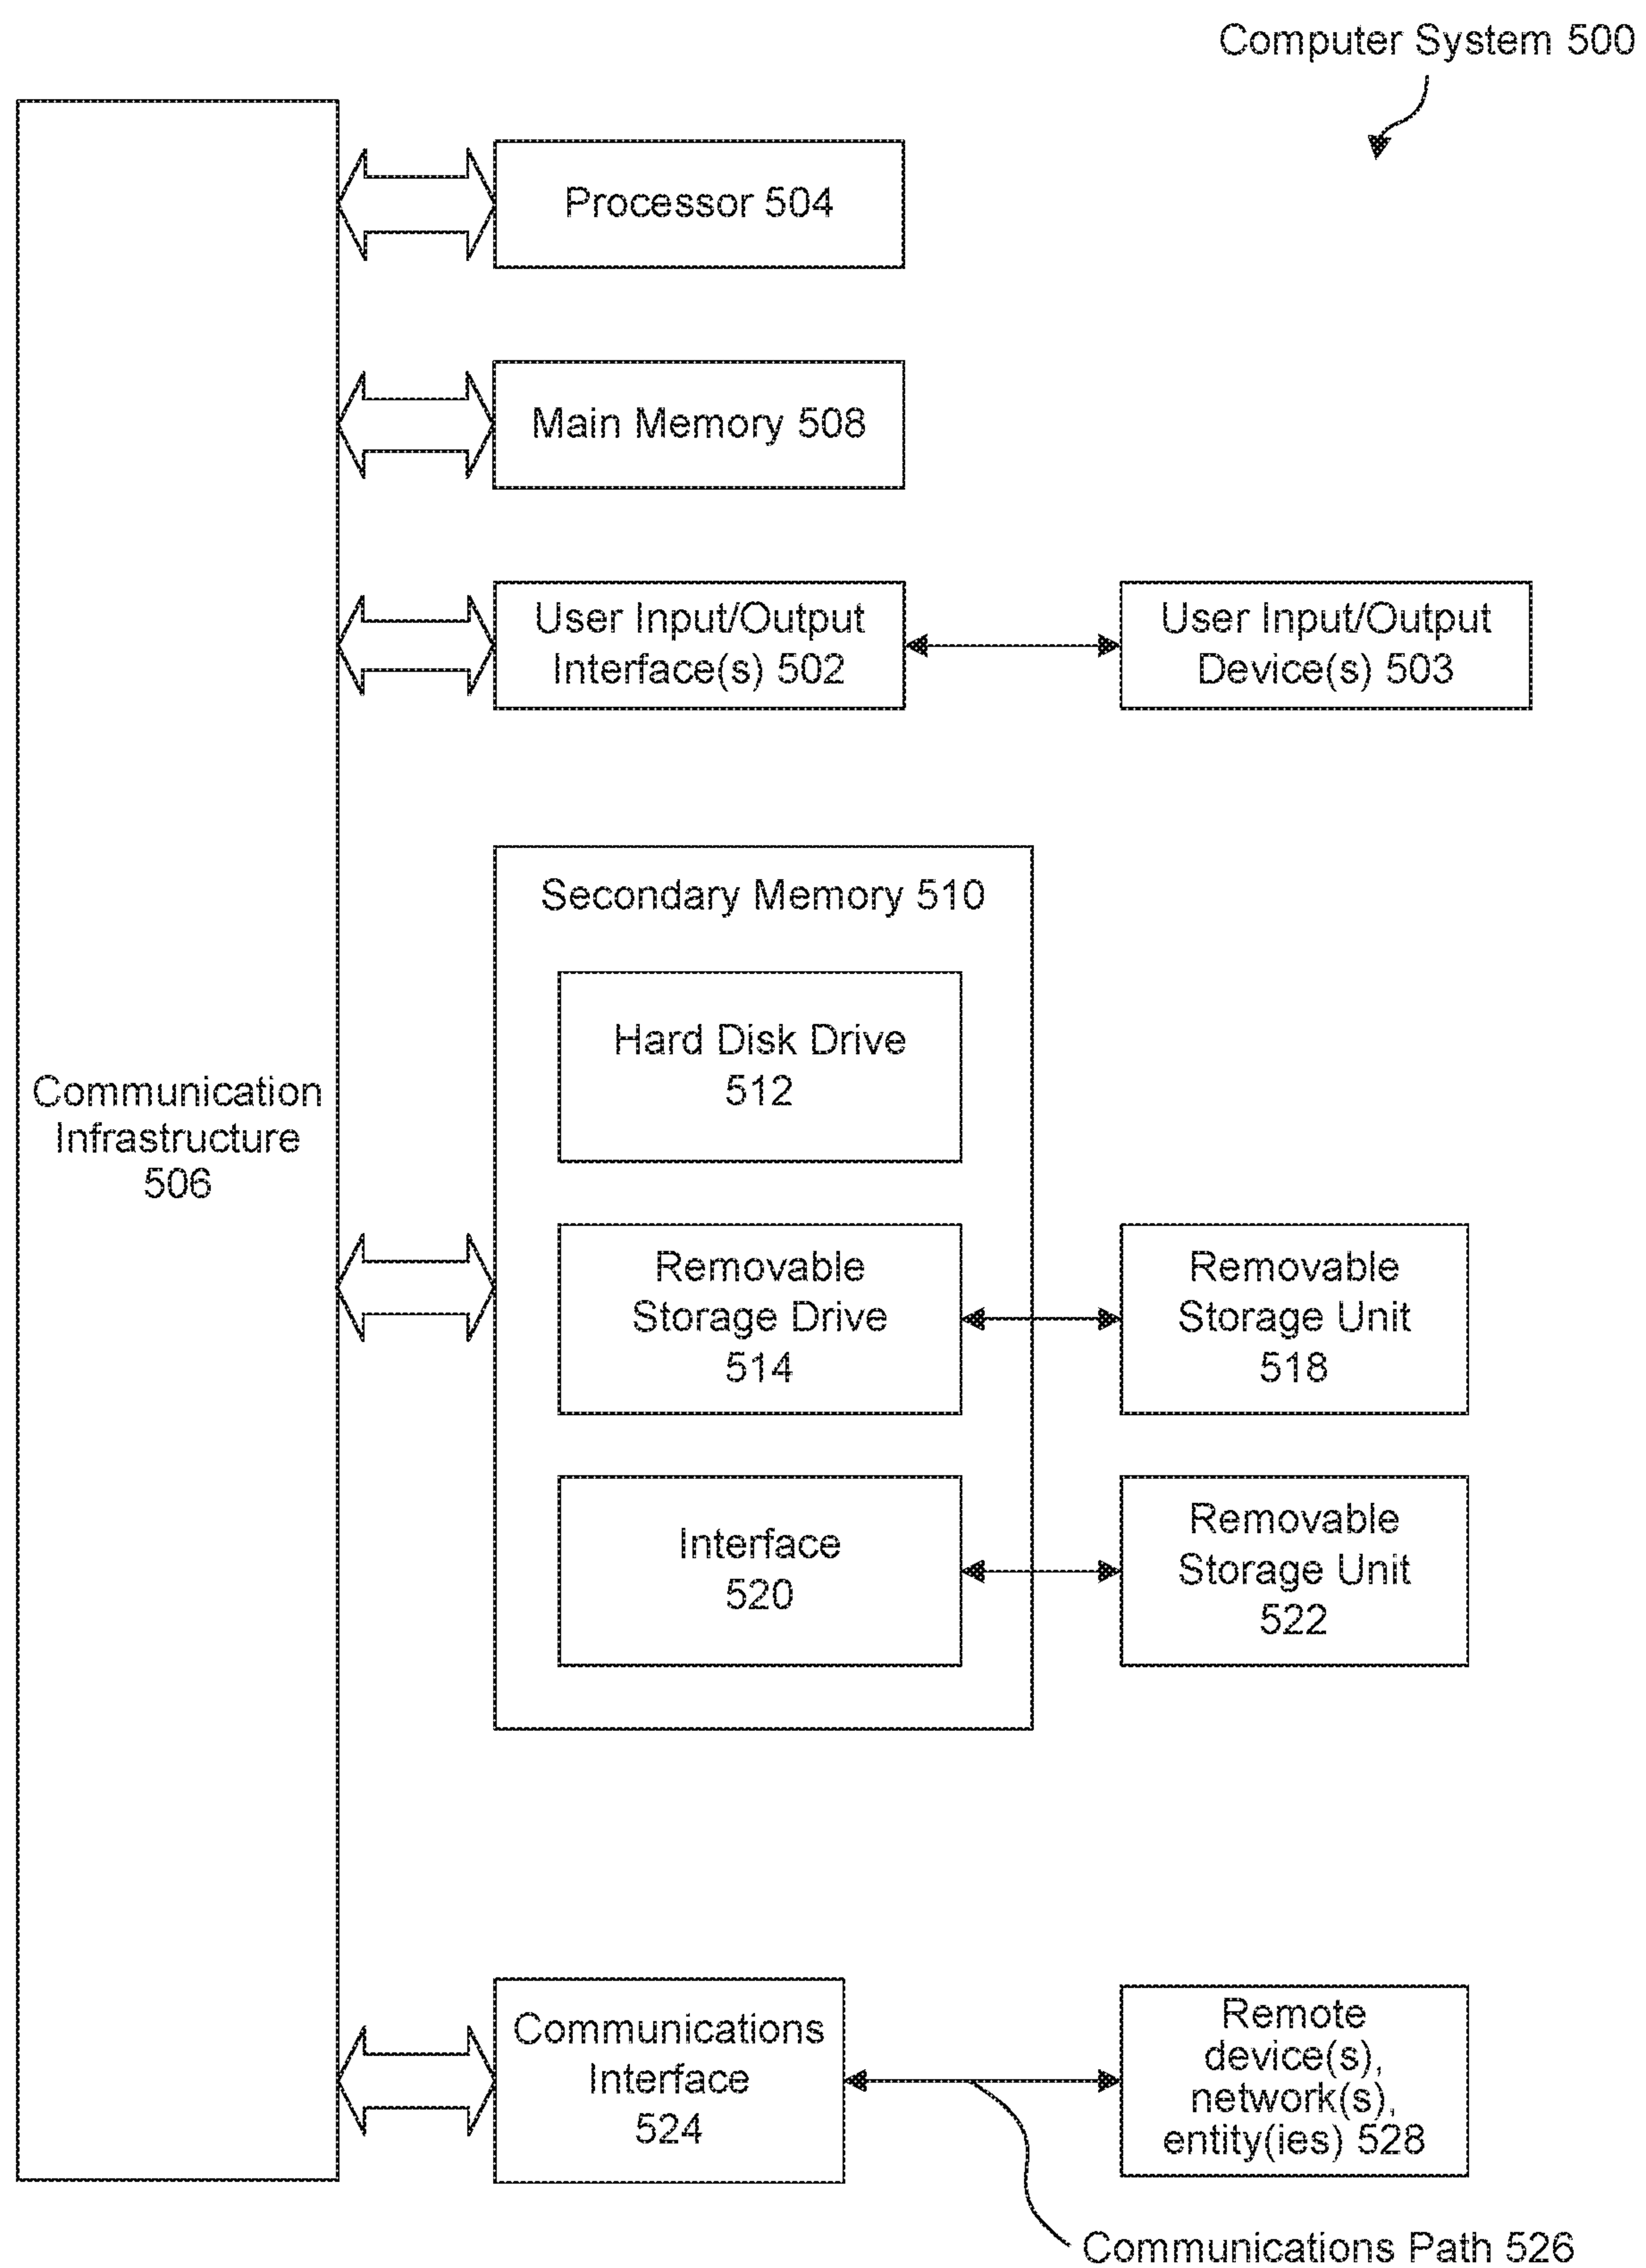 Computer System 500
Processor 504
Main Memory 508
User Input/Output
Interface(s) 502
User Input/Output
Device(s) 503
Secondary Memory 510
Hard Disk Drive
512
Communication
Infrastructure
506
Removable
Storage Drive
514
Removable
Storage Unit
518
Interface
520
Removable
Storage Unit
522
Communications
Interface
524
Remote
device(s),
network(s),
entity(ies) 528
Communications Path 526